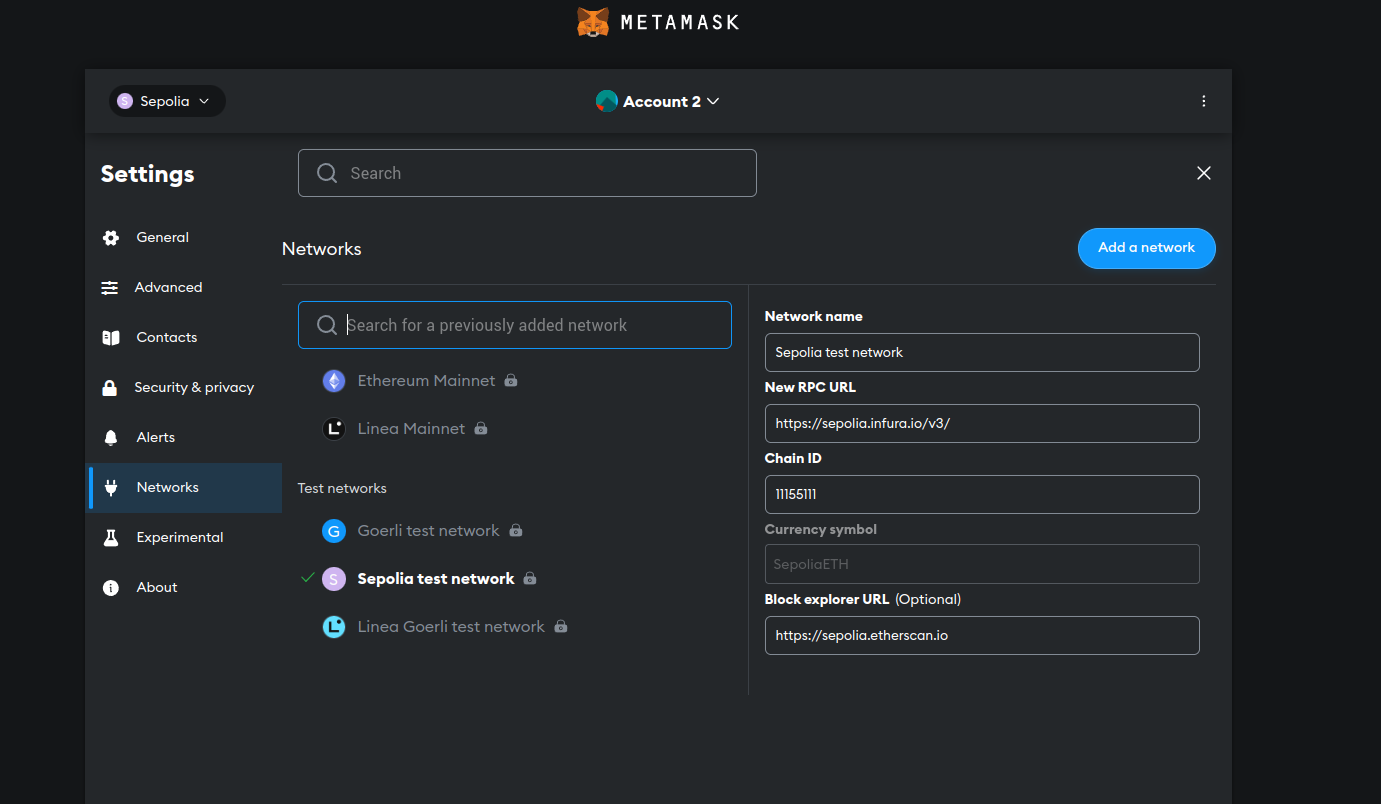 METAMASK
S Sepolia
Account 2
Settings
Search
General
Advanced
Contacts
Security & privacy
Alerts
Networks
Experimental
About
Networks
Add a network
Search for a previously added network
Ethereum Mainnet
L Linea Mainnet
Test networks
G Goerli test network
S Sepolia test network
L Linea Goerli test network
Network name
Sepolia test network
New RPC URL
https://sepolia.infura.io/v3/
Chain ID
11155111
Currency symbol
SepoliaETH
Block explorer URL (Optional)
https://sepolia.etherscan.io